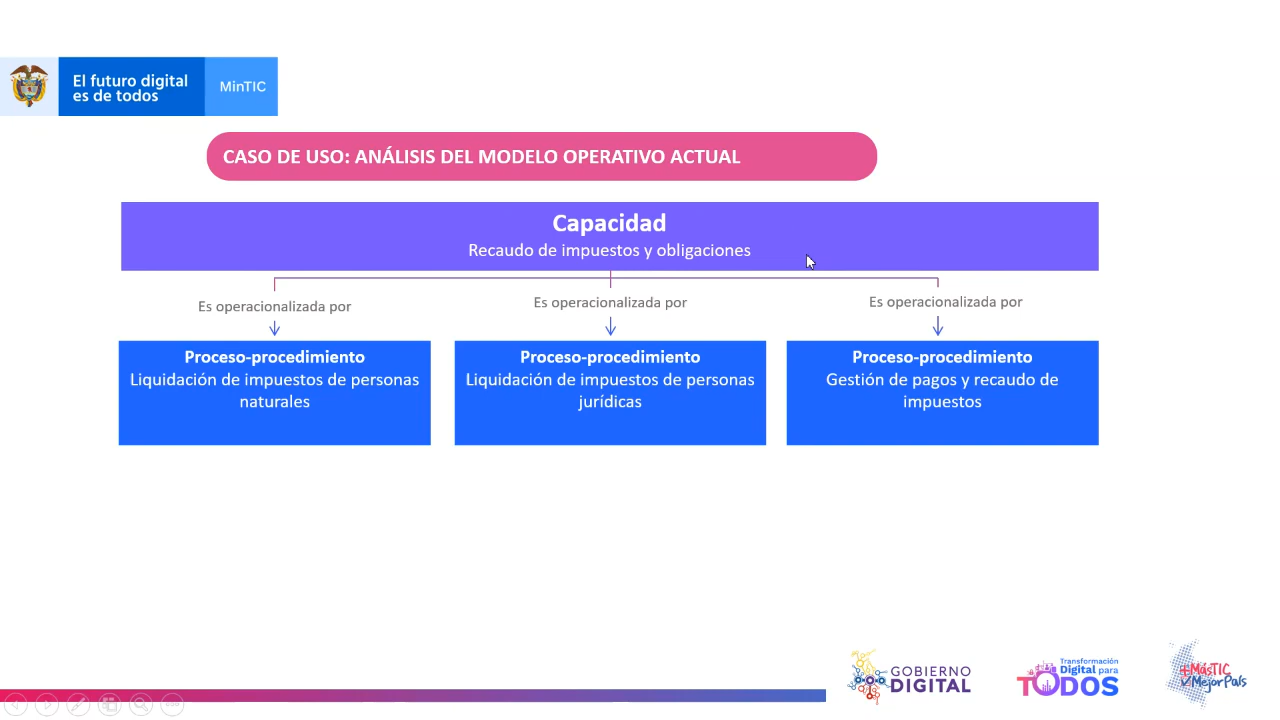 El futuro digital
es de todos
MinTIC
CASO DE USO: ANÁLISIS DEL MODELO OPERATIVO ACTUAL
Capacidad
Recaudo de impuestos y obligaciones
Es operacionalizada por
Es operacionalizada por
Es operacionalizada por
Proceso-procedimiento
Liquidación de impuestos de personas
naturales
Proceso-procedimiento
Liquidación de impuestos de personas
jurídicas
Proceso-procedimiento
Gestión de pagos y recaudo de
impuestos
GOBIERNO
DIGITAL
Transformación
Digital para
TODOS
+MásTIC
✓MejorPaís